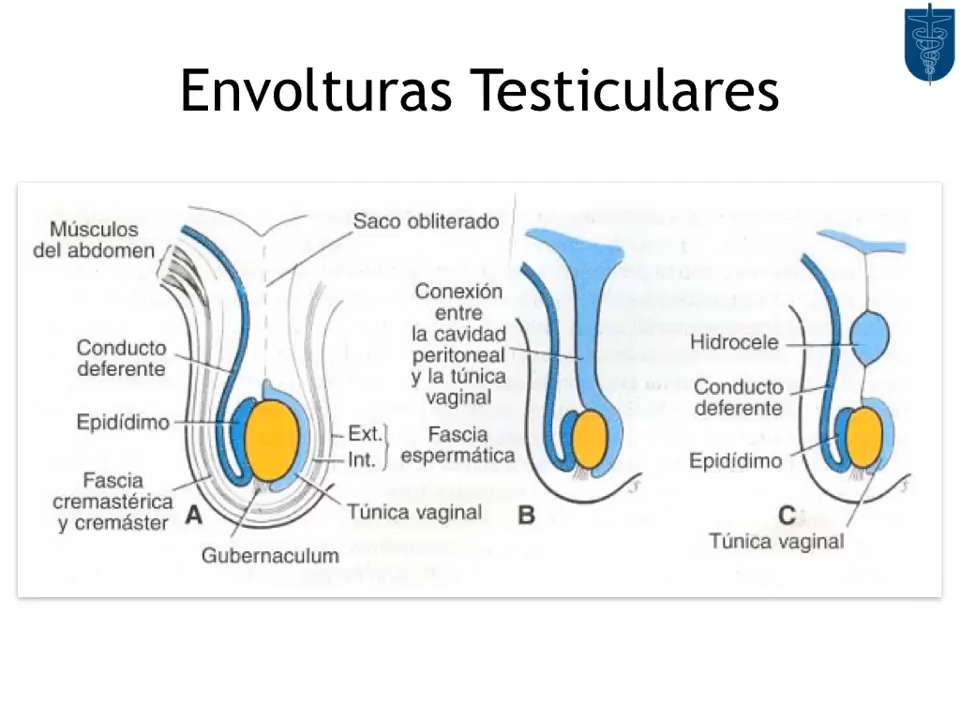 Envolturas Testiculares
Músculos
del abdomen
Saco obliterado
Conducto
deferente
Epidídimo
Ext.
Int.
Fascia
espermática
Fascia
cremastérica
y cremáster
A
Túnica vaginal
Gubernaculum
Conexión
entre
la cavidad
peritoneal
y la túnica
vaginal
B
Hidrocele
Conducto
deferente
Epidídimo
C
Túnica vaginal